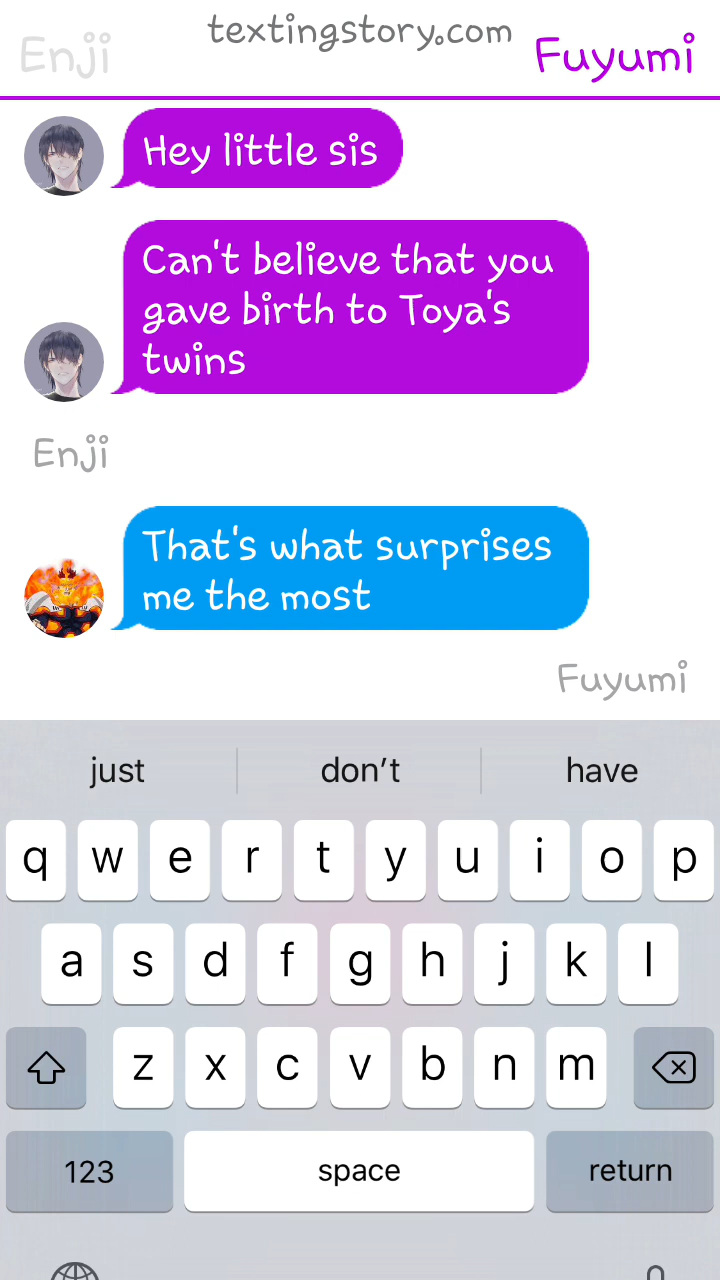 textingstory.com
Enji
Fuyumi
Hey little sis
Can't believe that you
gave birth to Toya's
twins
Enji
That's what surprises
me the most
Fuyumi
just don't have
q w e r t y u i o p
a s d f g h j k l
z x c v b n m
123 space return